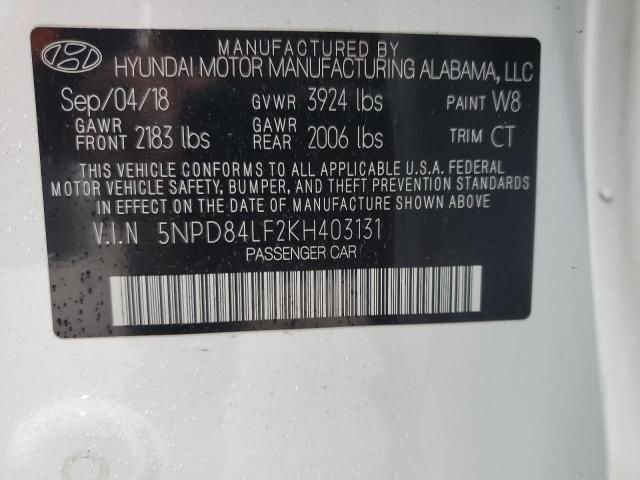 MANUFACTURED BY
HYUNDAI MOTOR MANUFACTURING ALABAMA, LLC
Sep/04/18 GVWR 3924 lbs PAINT W8
GAWR FRONT 2183 lbs GAWR REAR 2006 lbs TRIM CT
THIS VEHICLE CONFORMS TO ALL APPLICABLE U.S.A. FEDERAL
MOTOR VEHICLE SAFETY, BUMPER, AND THEFT PREVENTION STANDARDS
IN EFFECT ON THE DATE OF MANUFACTURE SHOWN ABOVE.
V.I.N 5NPD84LF2KH403131
PASSENGER CAR